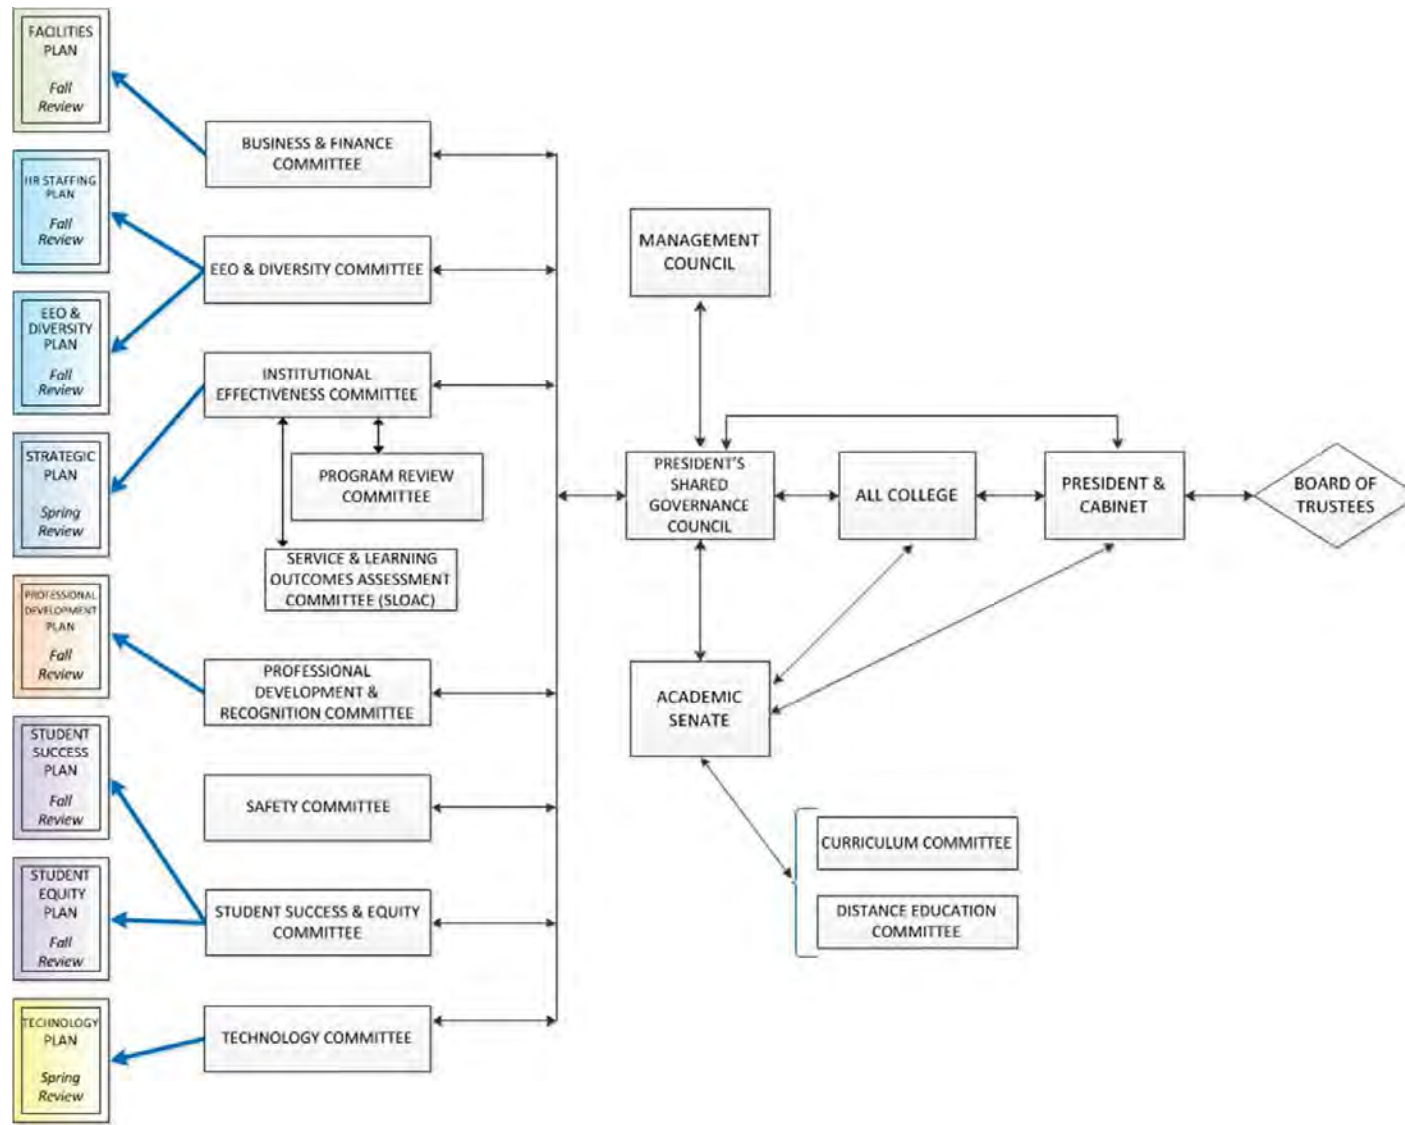 FACILITIES
PLAN
Fall
Review
HR STAFFING
PLAN
Fall
Review
EEO &
DIVERSITY
PLAN
Fall
Review
STRATEGIC
PLAN
Spring
Review
PROFESSIONAL
DEVELOPMENT
PLAN
Fall
Review
STUDENT
SUCCESS
PLAN
Fall
Review
STUDENT
EQUITY
PLAN
Fall
Review
TECHNOLOGY
PLAN
Spring
Review
BUSINESS & FINANCE
COMMITTEE
EEO & DIVERSITY COMMITTEE
INSTITUTIONAL
EFFECTIVENESS COMMITTEE
PROGRAM REVIEW
COMMITTEE
SERVICE & LEARNING
OUTCOMES ASSESSMENT
COMMITTEE (SLOAC)
PROFESSIONAL
DEVELOPMENT &
RECOGNITION COMMITTEE
SAFETY COMMITTEE
STUDENT SUCCESS & EQUITY
COMMITTEE
TECHNOLOGY COMMITTEE
MANAGEMENT
COUNCIL
PRESIDENT'S
SHARED
GOVERNANCE
COUNCIL
ALL COLLEGE
PRESIDENT &
CABINET
BOARD OF
TRUSTEES
ACADEMIC
SENATE
CURRICULUM COMMITTEE
DISTANCE EDUCATION
COMMITTEE